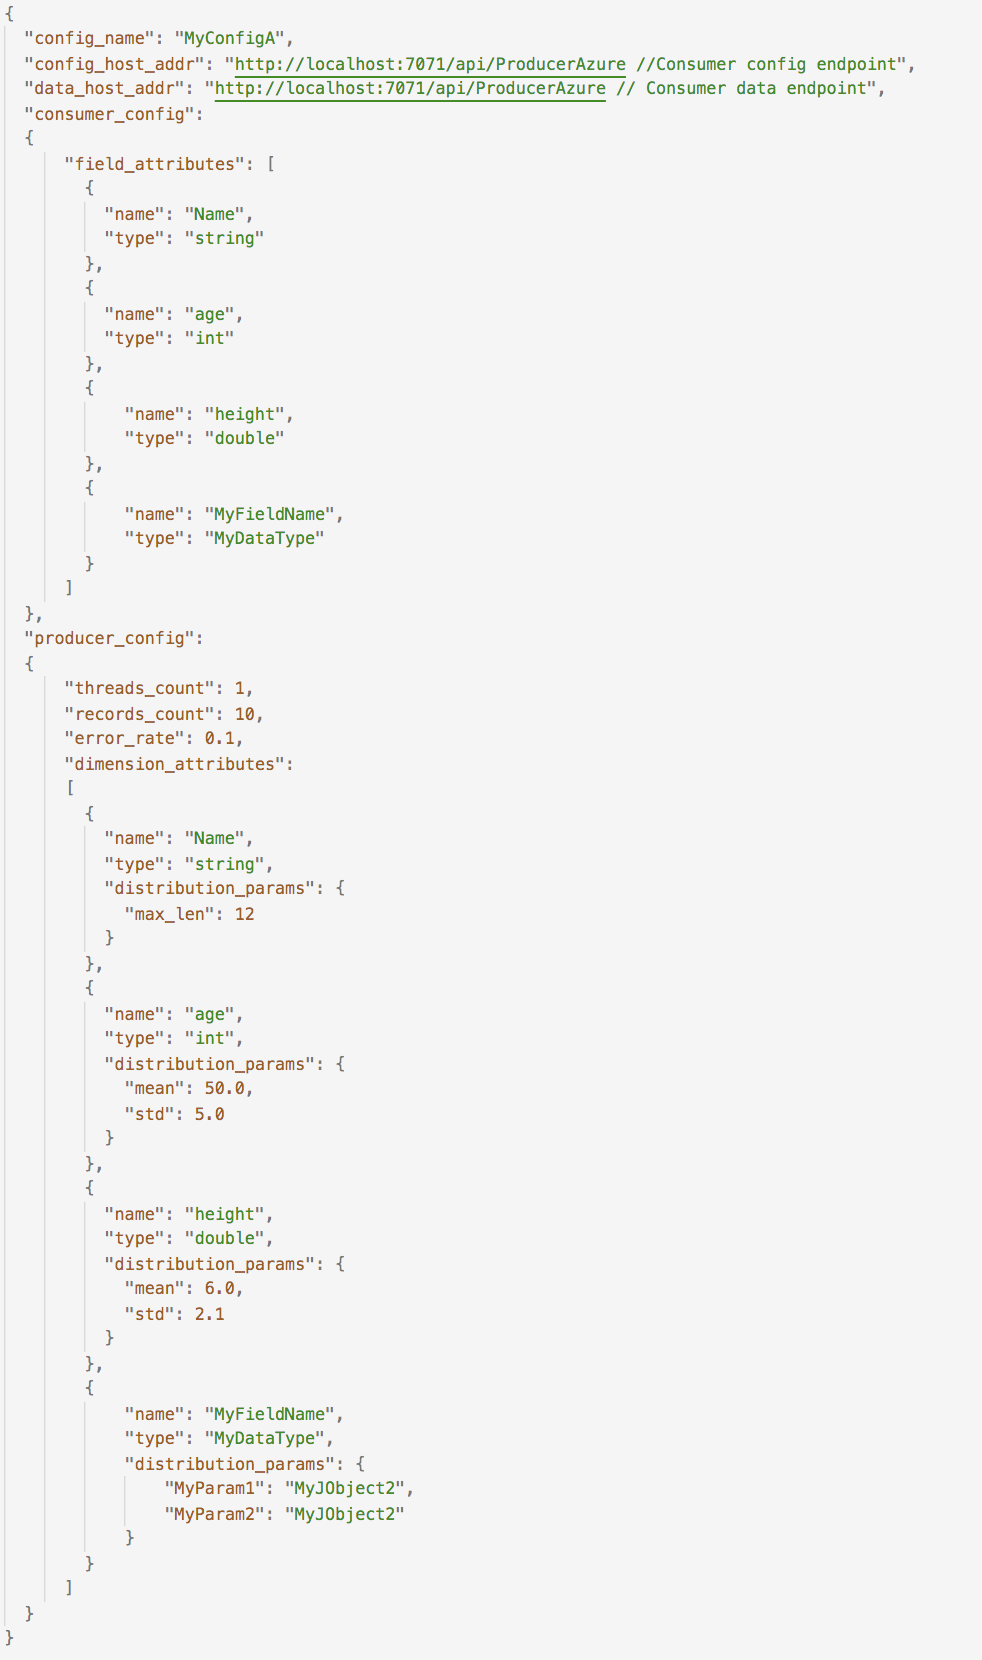 {
"config_name": "MyConfigA",
"config_host_addr": "http://localhost:7071/api/ProducerAzure //Consumer config endpoint",
"data_host_addr": "http://localhost:7071/api/ProducerAzure // Consumer data endpoint",
"consumer_config":
{
"field_attributes": [
{
"name": "Name",
"type": "string"
},
{
"name": "age",
"type": "int"
},
{
"name": "height",
"type": "double"
},
{
"name": "MyFieldName",
"type": "MyDataType"
}
]
},
"producer_config":
{
"threads_count": 1,
"records_count": 10,
"error_rate": 0.1,
"dimension_attributes":
[
{
"name": "Name",
"type": "string",
"distribution_params": {
"max_len": 12
}
},
{
"name": "age",
"type": "int",
"distribution_params": {
"mean": 50.0,
"std": 5.0
}
},
{
"name": "height",
"type": "double",
"distribution_params": {
"mean": 6.0,
"std": 2.1
}
},
{
"name": "MyFieldName",
"type": "MyDataType",
"distribution_params": {
"MyParam1": "MyJObject2",
"MyParam2": "MyJObject2"
}
}
]
}
}